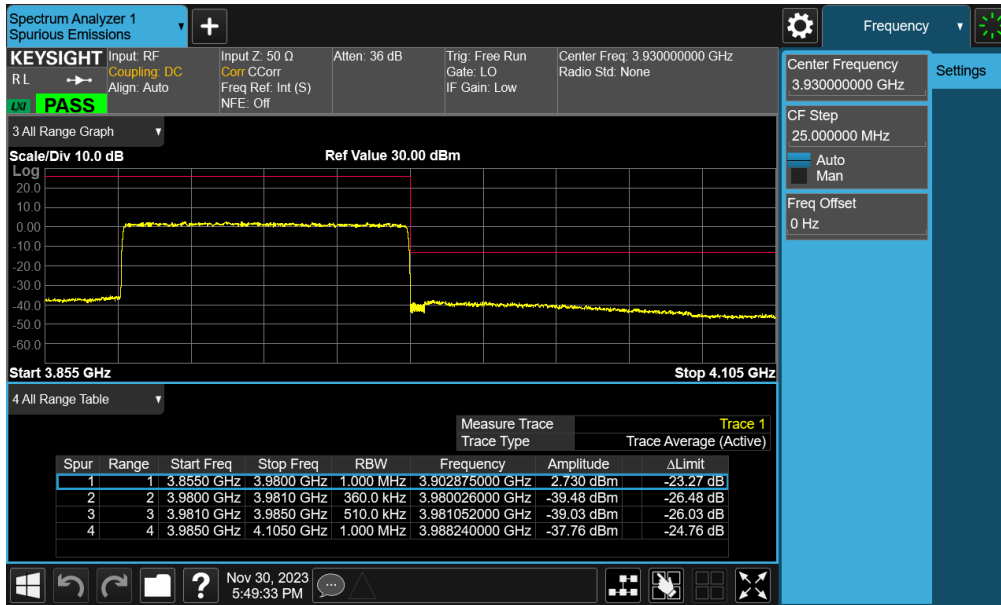 Spectrum Analyzer 1
Spurious Emissions
Frequency
KEYSIGHT
R L
LXI
PASS
Input: RF
Coupling: DC
Align: Auto
Input Z: 50 Ω
Corr CCorr
Freq Ref: Int (S)
NFE: Off
Atten: 36 dB
Trig: Free Run
Gate: LO
IF Gain: Low
Center Freq: 3.930000000 GHz
Radio Std: None
Center Frequency
3.930000000 GHz
Settings
CF Step
25.000000 MHz
Auto
Man
Freq Offset
0 Hz
3 All Range Graph
Scale/Div 10.0 dB
Ref Value 30.00 dBm
Log
20.0
10.0
0.00
-10.0
-20.0
-30.0
-40.0
-50.0
-60.0
Start 3.855 GHz
Stop 4.105 GHz
4 All Range Table
Measure Trace Trace 1
Trace Type Trace Average (Active)
Spur Range Start Freq Stop Freq RBW Frequency Amplitude ΔLimit
1 1 3.8550 GHz 3.9800 GHz 1.000 MHz 3.902875000 GHz 2.730 dBm -23.27 dB
2 2 3.9800 GHz 3.9810 GHz 360.0 kHz 3.980026000 GHz -39.48 dBm -26.48 dB
3 3 3.9810 GHz 3.9850 GHz 510.0 kHz 3.981052000 GHz -39.03 dBm -26.03 dB
4 4 3.9850 GHz 4.1050 GHz 1.000 MHz 3.988240000 GHz -37.76 dBm -24.76 dB
Nov 30, 2023
5:49:33 PM